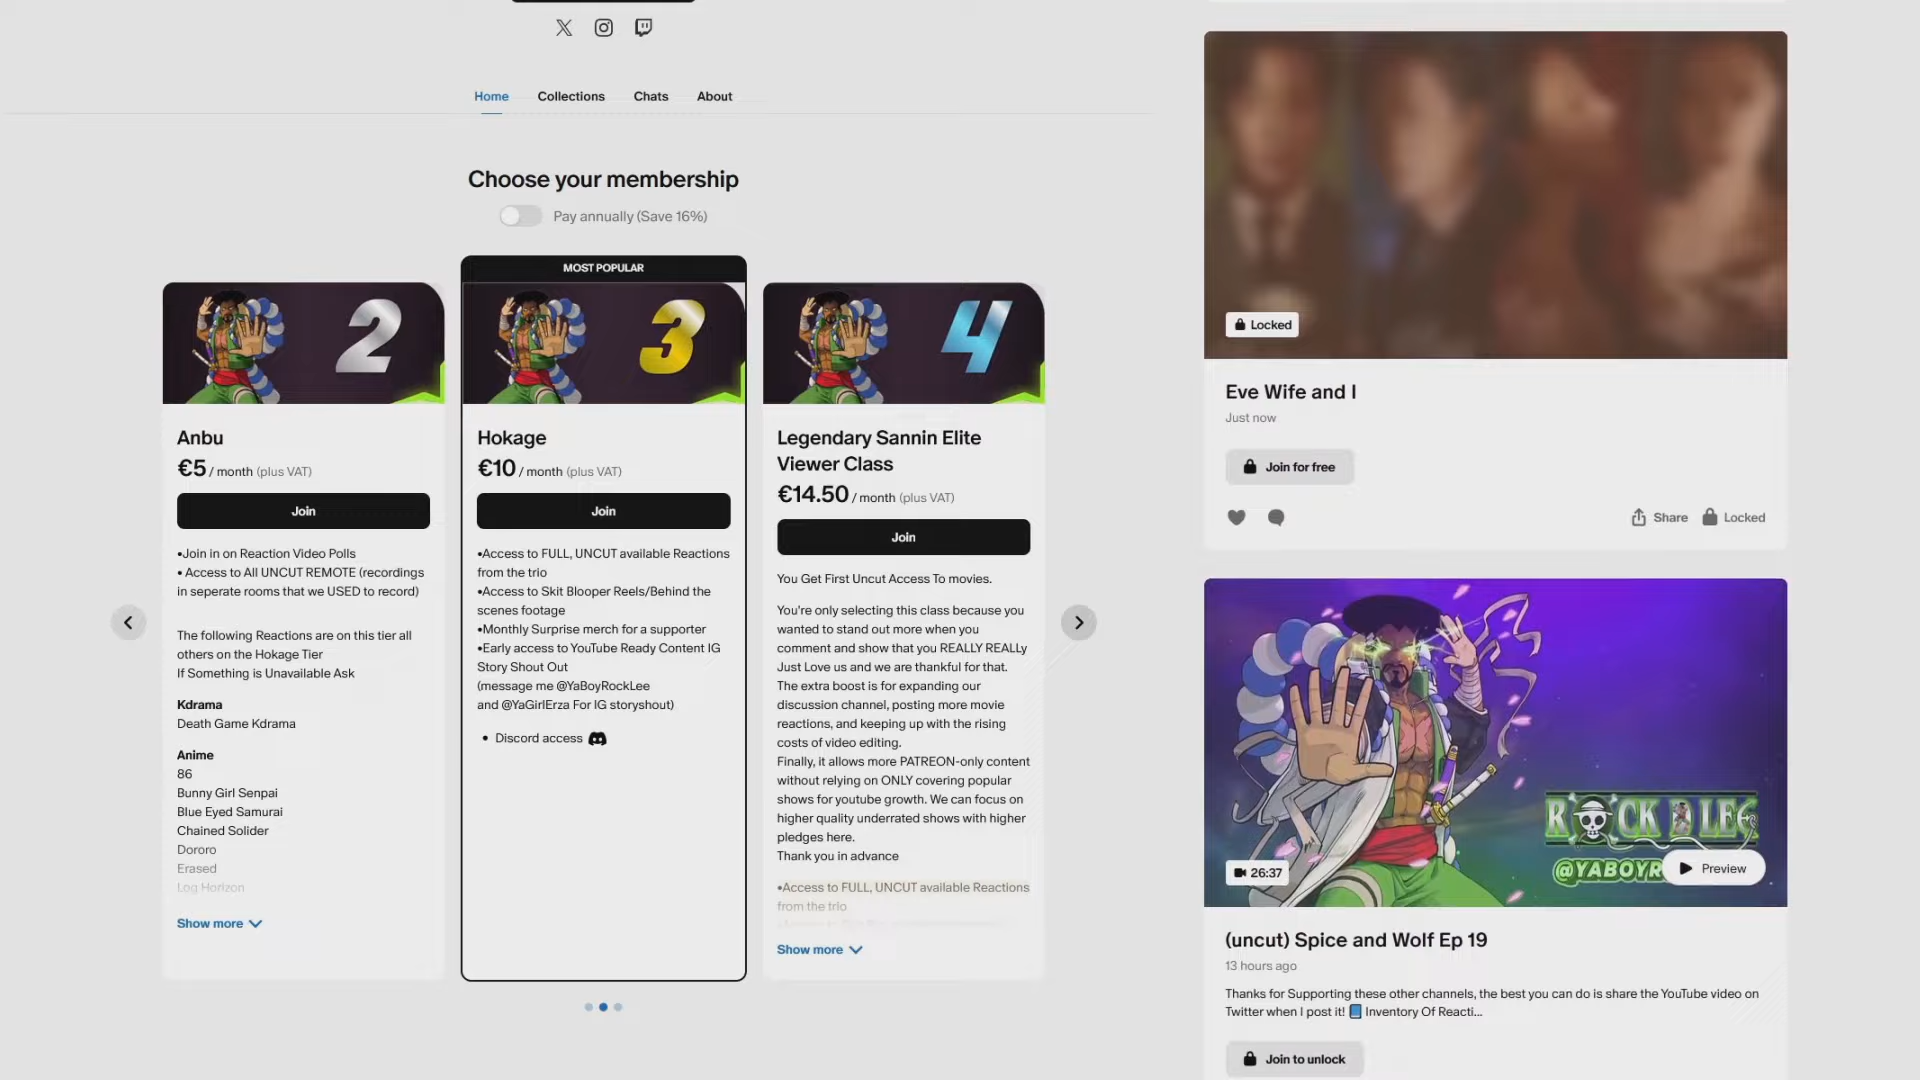 Home Collections Chats About
Choose your membership
Pay annually (Save 16%)
2
Anbu
€5 / month (plus VAT)
Join
•Join in on Reaction Video Polls
• Access to All UNCUT REMOTE (recordings
in seperate rooms that we USED to record)
The following Reactions are on this tier all
others on the Hokage Tier
If Something is Unavailable Ask
Kdrama
Death Game Kdrama
Anime
86
Bunny Girl Senpai
Blue Eyed Samurai
Chained Solider
Dororo
Erased
Log Horizon
Show more
MOST POPULAR
3
Hokage
€10 / month (plus VAT)
Join
•Access to FULL, UNCUT available Reactions
from the trio
•Access to Skit Blooper Reels/Behind the
scenes footage
•Monthly Surprise merch for a supporter
•Early access to YouTube Ready Content IG
Story Shout Out
(message me @YaBoyRockLee
and @YaGirlErza For IG storyshout)
• Discord access
4
Legendary Sannin Elite
Viewer Class
€14.50 / month (plus VAT)
Join
You Get First Uncut Access To movies.
You're only selecting this class because you
wanted to stand out more when you
comment and show that you REALLY REALLY
Just Love us and we are thankful for that.
The extra boost is for expanding our
discussion channel, posting more movie
reactions, and keeping up with the rising
costs of video editing.
Finally, it allows more PATREON-only content
without relying on ONLY covering popular
shows for youtube growth. We can focus on
higher quality underrated shows with higher
pledges here.
Thank you in advance
•Access to FULL, UNCUT available Reactions
from the trio
Show more
Locked
Eve Wife and I
Just now
Join for free
Share Locked
R CK LEE
@YABOYR
26:37
Preview
(uncut) Spice and Wolf Ep 19
13 hours ago
Thanks for Supporting these other channels, the best you can do is share the YouTube video on
Twitter when I post it! 📘 Inventory Of Reacti...
Join to unlock